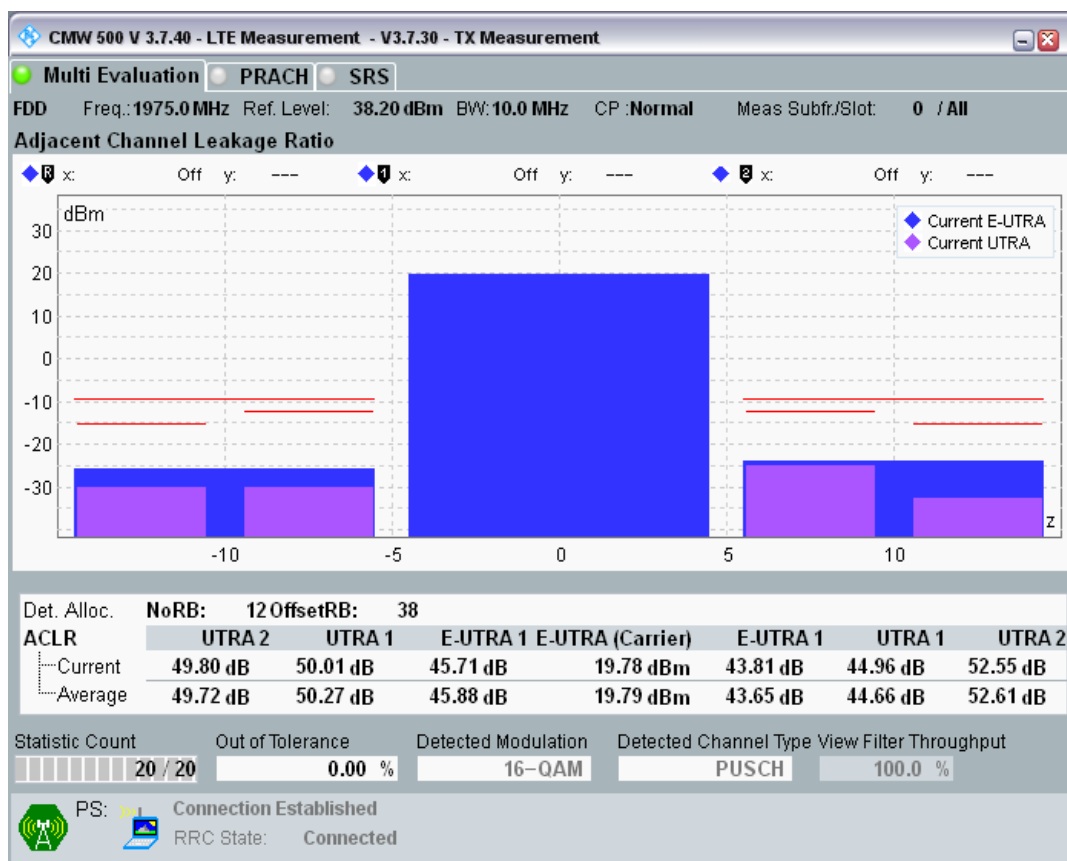 CMW 500 V 3.7.40 - LTE Measurement - V3.7.30 - TX Measurement
Multi Evaluation PRACH SRS
FDD Freq.: 1975.0 MHz Ref. Level: 38.20 dBm BW: 10.0 MHz CP :Normal Meas Subfr./Slot: 0 / All
Adjacent Channel Leakage Ratio
R x: Off y: --- 1 x: Off y: --- 2 x: Off y: ---
dBm
Current E-UTRA
Current UTRA
30
20
10
0
-10
-20
-30
z
-10 -5 0 5 10
Det. Alloc. NoRB: 12 OffsetRB: 38
ACLR UTRA 2 UTRA 1 E-UTRA 1 E-UTRA (Carrier) E-UTRA 1 UTRA 1 UTRA 2
Current 49.80 dB 50.01 dB 45.71 dB 19.78 dBm 43.81 dB 44.96 dB 52.55 dB
Average 49.72 dB 50.27 dB 45.88 dB 19.79 dBm 43.65 dB 44.66 dB 52.61 dB
Statistic Count Out of Tolerance Detected Modulation Detected Channel Type View Filter Throughput
20 / 20 0.00 % 16-QAM PUSCH 100.0 %
PS: Connection Established
RRC State: Connected